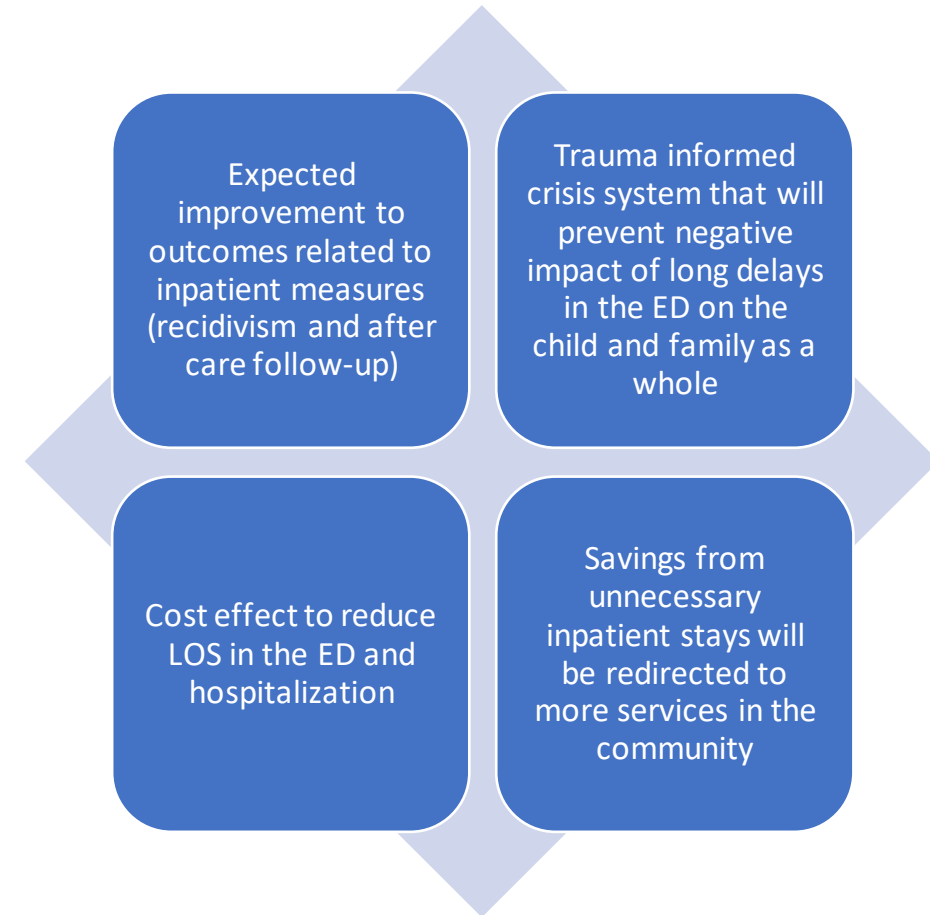 Expected
improvement to
outcomes related to
inpatient measures
(recidivism and after
care follow-up)
Trauma informed
crisis system that will
prevent negative
impact of long delays
in the ED on the
child and family as a
whole
Cost effect to reduce
LOS in the ED and
hospitalization
Savings from
unnecessary
inpatient stays will
be redirected to
more services in the
community